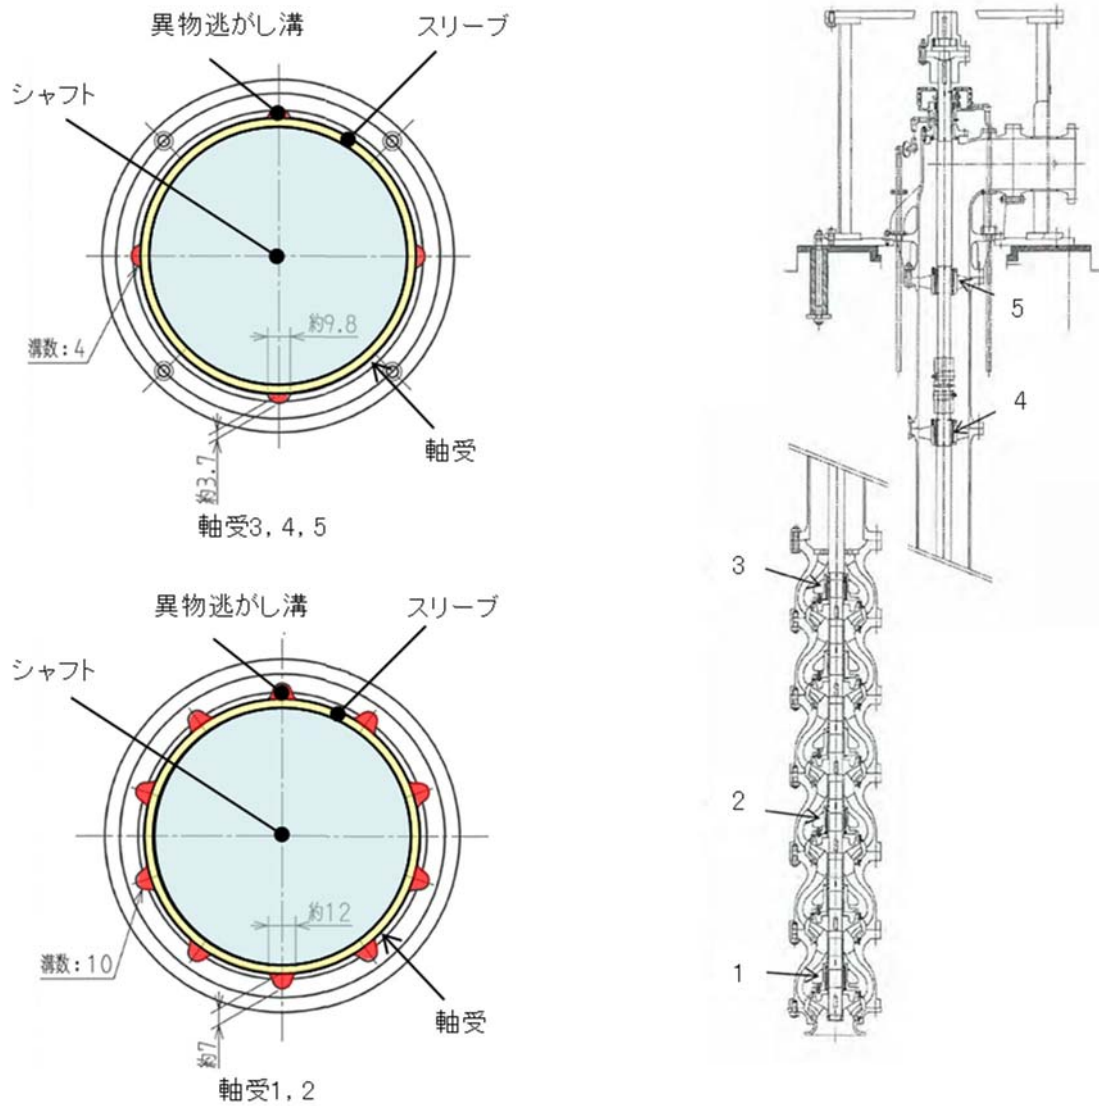 異物逃がし溝
スリーブ
シャフト
約9.8
溝数:4
軸受
約3.7
軸受3, 4, 5
異物逃がし溝
スリーブ
シャフト
約12
溝数:10
軸受
約7
軸受1, 2
5
4
3
2
1